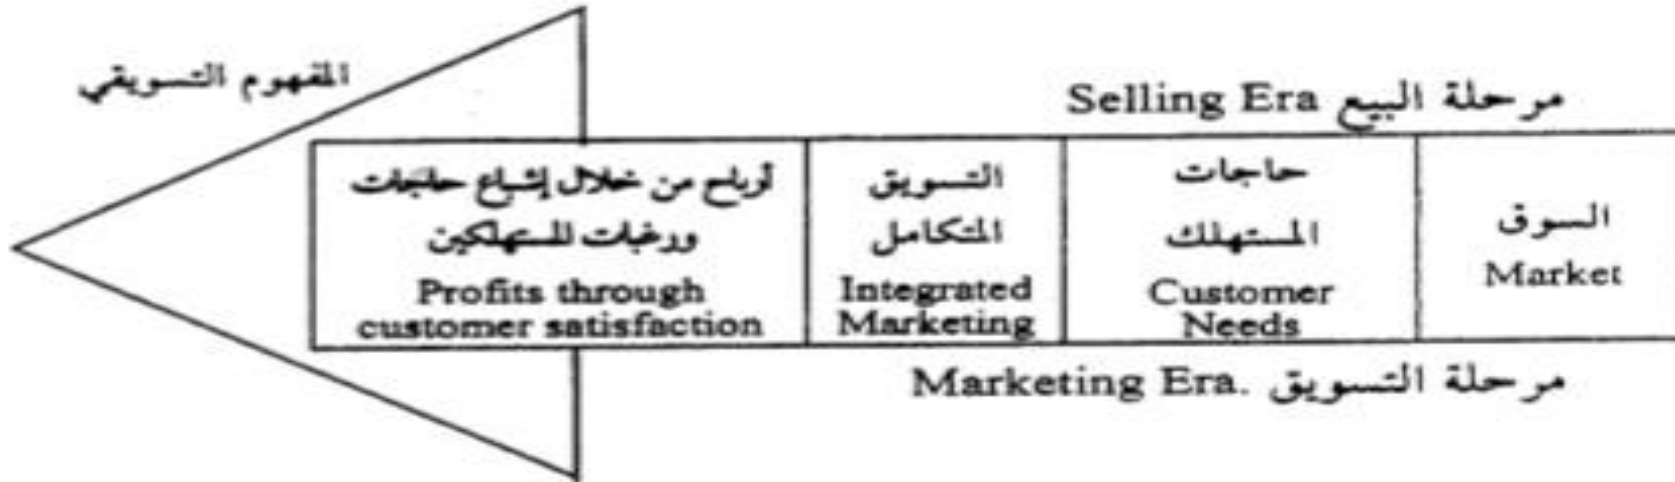 المفهوم التسويقي
مرحلة البيع Selling Era
السوق
Market
حاجات
المستهلك
Customer
Needs
التسويق
المتكامل
Integrated
Marketing
أرباح من خلال إشباع حاجات
ورغبات المستهلكين
Profits through
customer satisfaction
مرحلة التسويق Marketing Era.